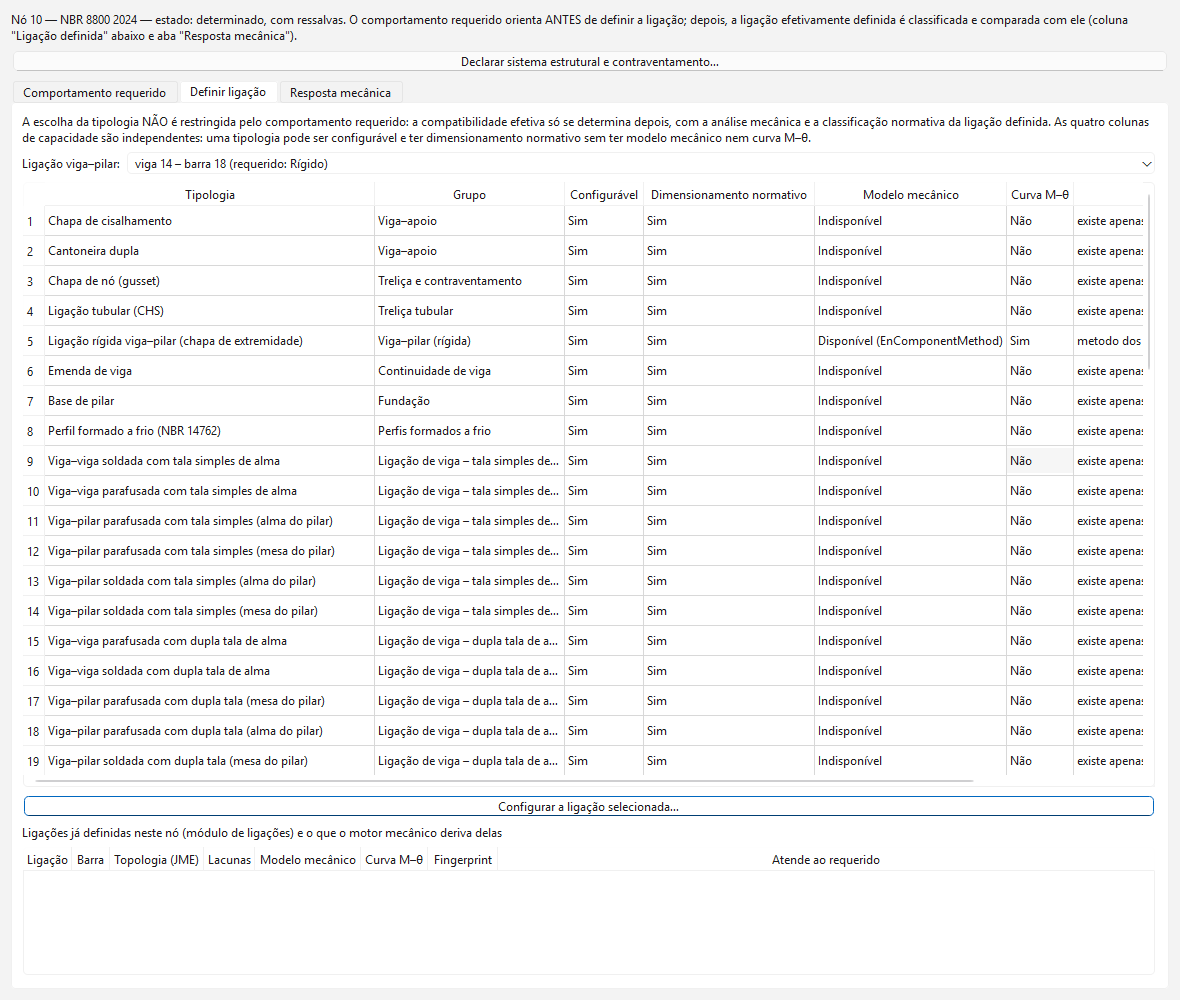 Nó 10 — NBR 8800 2024 — estado: determinado, com ressalvas. O comportamento requerido orienta ANTES de definir a ligação; depois, a ligação efetivamente definida é classificada e comparada com ele (coluna
"Ligação definida" abaixo e aba "Resposta mecânica").
Declarar sistema estrutural e contraventamento...
Comportamento requerido Definir ligação Resposta mecânica
A escolha da tipologia NÃO é restringida pelo comportamento requerido: a compatibilidade efetiva só se determina depois, com a análise mecânica e a classificação normativa da ligação definida. As quatro colunas
de capacidade são independentes: uma tipologia pode ser configurável e ter dimensionamento normativo sem ter modelo mecânico nem curva M–θ.
Ligação viga–pilar: viga 14 – barra 18 (requerido: Rígido)
Tipologia Grupo Configurável Dimensionamento normativo Modelo mecânico Curva M–θ
1 Chapa de cisalhamento Viga–apoio Sim Sim Indisponível Não existe apenas
2 Cantoneira dupla Viga–apoio Sim Sim Indisponível Não existe apenas
3 Chapa de nó (gusset) Treliça e contraventamento Sim Sim Indisponível Não existe apenas
4 Ligação tubular (CHS) Treliça tubular Sim Sim Indisponível Não existe apenas
5 Ligação rígida viga–pilar (chapa de extremidade) Viga–pilar (rígida) Sim Sim Disponível (EnComponentMethod) Sim metodo dos
6 Emenda de viga Continuidade de viga Sim Sim Indisponível Não existe apenas
7 Base de pilar Fundação Sim Sim Indisponível Não existe apenas
8 Perfil formado a frio (NBR 14762) Perfis formados a frio Sim Sim Indisponível Não existe apenas
9 Viga–viga soldada com tala simples de alma Ligação de viga – tala simples de... Sim Sim Indisponível Não existe apenas
10 Viga–viga parafusada com tala simples de alma Ligação de viga – tala simples de... Sim Sim Indisponível Não existe apenas
11 Viga–pilar parafusada com tala simples (alma do pilar) Ligação de viga – tala simples de... Sim Sim Indisponível Não existe apenas
12 Viga–pilar parafusada com tala simples (mesa do pilar) Ligação de viga – tala simples de... Sim Sim Indisponível Não existe apenas
13 Viga–pilar soldada com tala simples (alma do pilar) Ligação de viga – tala simples de... Sim Sim Indisponível Não existe apenas
14 Viga–pilar soldada com tala simples (mesa do pilar) Ligação de viga – tala simples de... Sim Sim Indisponível Não existe apenas
15 Viga–viga parafusada com dupla tala de alma Ligação de viga – dupla tala de a... Sim Sim Indisponível Não existe apenas
16 Viga–viga soldada com dupla tala de alma Ligação de viga – dupla tala de a... Sim Sim Indisponível Não existe apenas
17 Viga–pilar parafusada com dupla tala (mesa do pilar) Ligação de viga – dupla tala de a... Sim Sim Indisponível Não existe apenas
18 Viga–pilar parafusada com dupla tala (alma do pilar) Ligação de viga – dupla tala de a... Sim Sim Indisponível Não existe apenas
19 Viga–pilar soldada com dupla tala (mesa do pilar) Ligação de viga – dupla tala de a... Sim Sim Indisponível Não existe apenas
Configurar a ligação selecionada...
Ligações já definidas neste nó (módulo de ligações) e o que o motor mecânico deriva delas
Ligação Barra Topologia (JME) Lacunas Modelo mecânico Curva M–θ Fingerprint Atende ao requerido